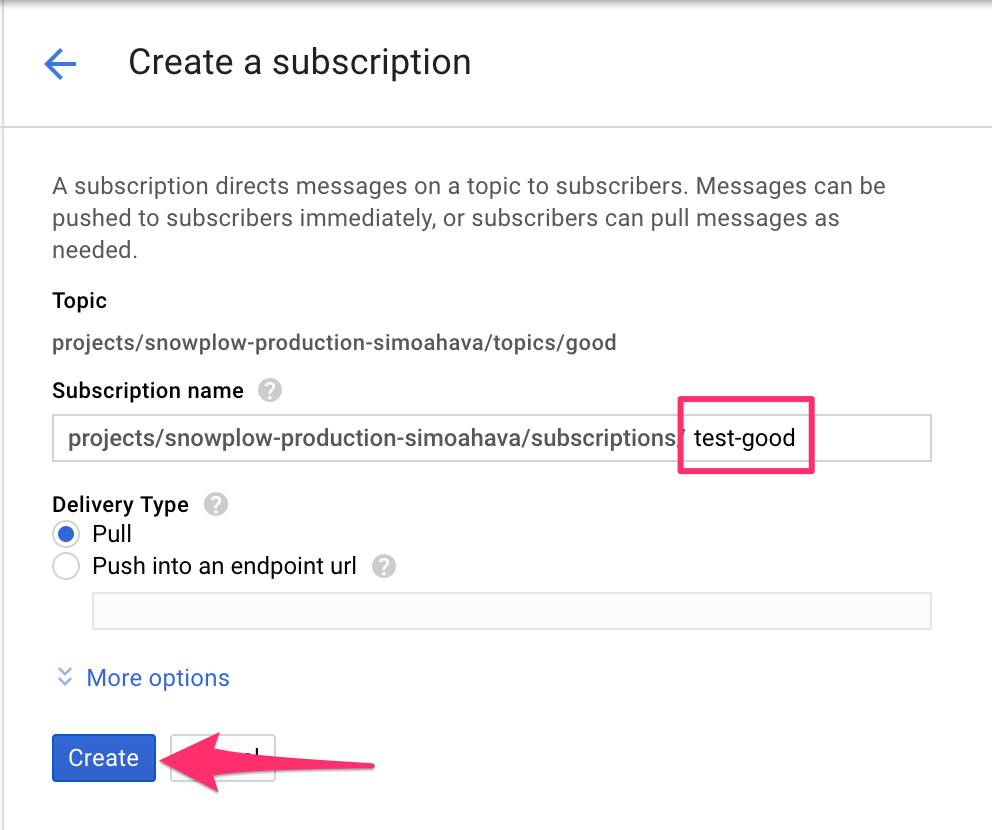 Create a subscription
A subscription directs messages on a topic to subscribers. Messages can be
pushed to subscribers immediately, or subscribers can pull messages as
needed.
Topic
projects/snowplow-production-simoahava/topics/good
Subscription name ?
projects/snowplow-production-simoahava/subscriptions/ test-good
Delivery Type ?
Pull
Push into an endpoint url ?
More options
Create